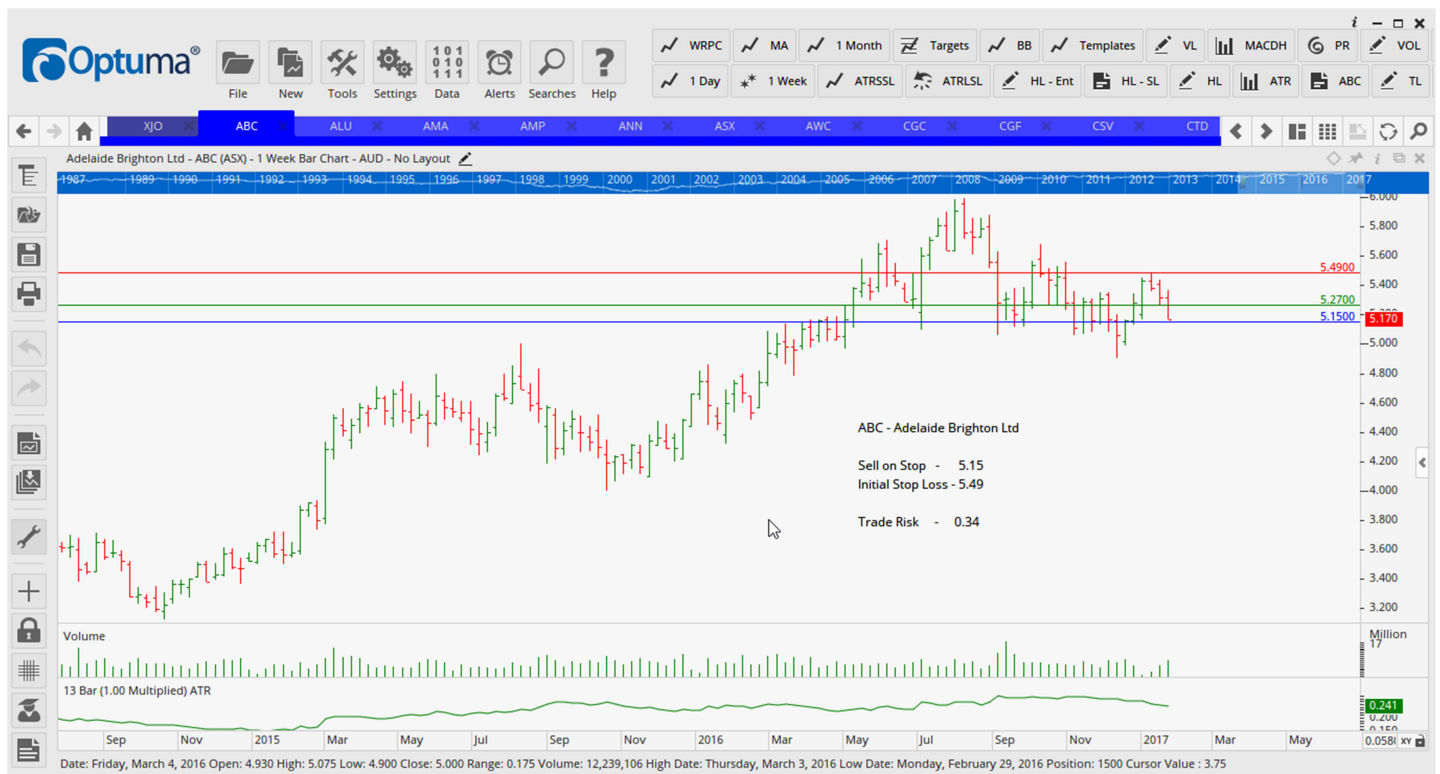 Optuma®
File
New
Tools
Settings
101 010 111
Data
Alerts
Searches
?
Help
WRPC
MA
1 Month
Targets
BB
Templates
VL
MACDH
PR
VOL
1 Day
1 Week
ATRSSL
ATRLSL
HL - Ent
HL - SL
HL
ATR
ABC
TL
XJO
ABC
ALU
AMA
AMP
ANN
ASX
AWC
CGC
CGF
CSV
CTD
Adelaide Brighton Ltd - ABC (ASX) - 1 Week Bar Chart - AUD - No Layout
1987 1989 1990 1991 1992 1993 1994 1995 1996 1997 1998 1999 2000 2001 2002 2003 2004 2005 2006 2007 2008 2009 2010 2011 2012 2013 2014 2015 2016 2017
6.000
5.800
5.600
5.4900
5.400
5.2700
5.1500
5.170
5.000
4.800
4.600
4.400
4.200
4.000
3.800
3.600
3.400
3.200
ABC - Adelaide Brighton Ltd
Sell on Stop - 5.15
Initial Stop Loss - 5.49
Trade Risk - 0.34
Volume
Million
17
13 Bar (1.00 Multiplied) ATR
0.241
0.200
Sep Nov 2015 Mar May Jul Sep Nov 2016 Mar May Jul Sep Nov 2017 Mar May
XY
Date: Friday, March 4, 2016 Open: 4.930 High: 5.075 Low: 4.900 Close: 5.000 Range: 0.175 Volume: 12,239,106 High Date: Thursday, March 3, 2016 Low Date: Monday, February 29, 2016 Position: 1500 Cursor Value : 3.75